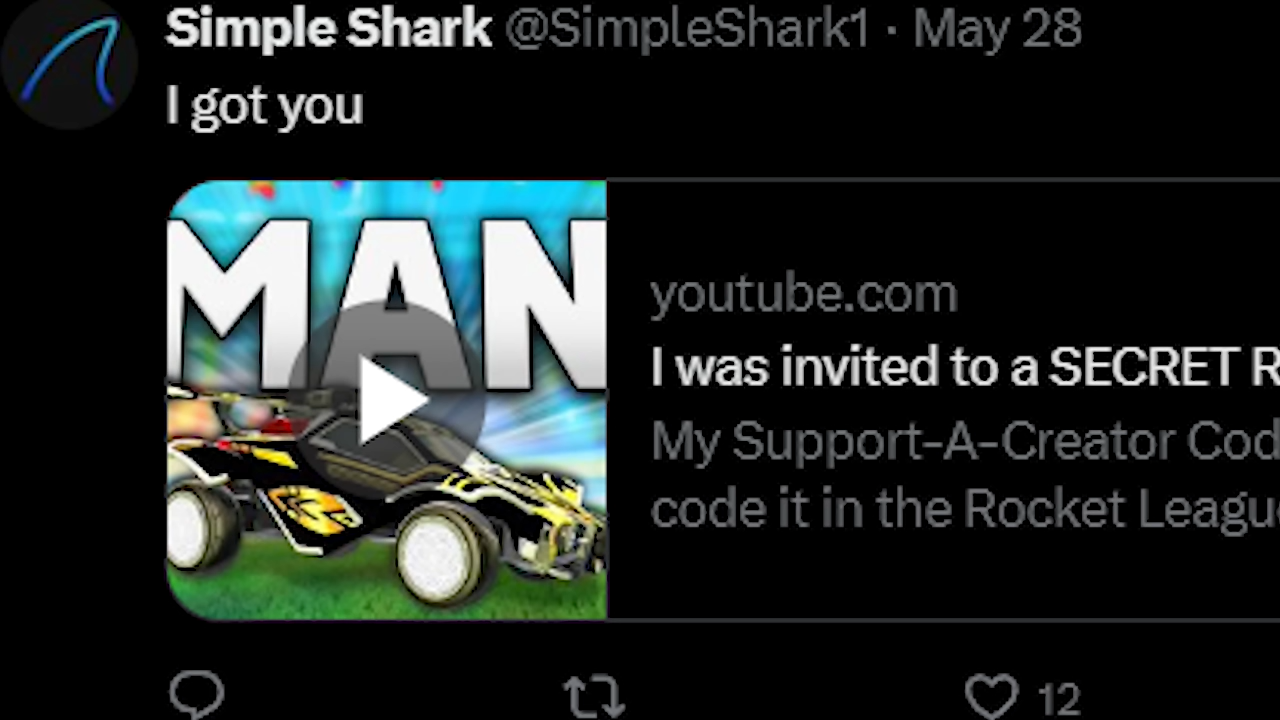 Simple Shark @SimpleShark1 · May 28
I got you
MAN
youtube.com
I was invited to a SECRET R
My Support-A-Creator Cod
code it in the Rocket Leagu
12